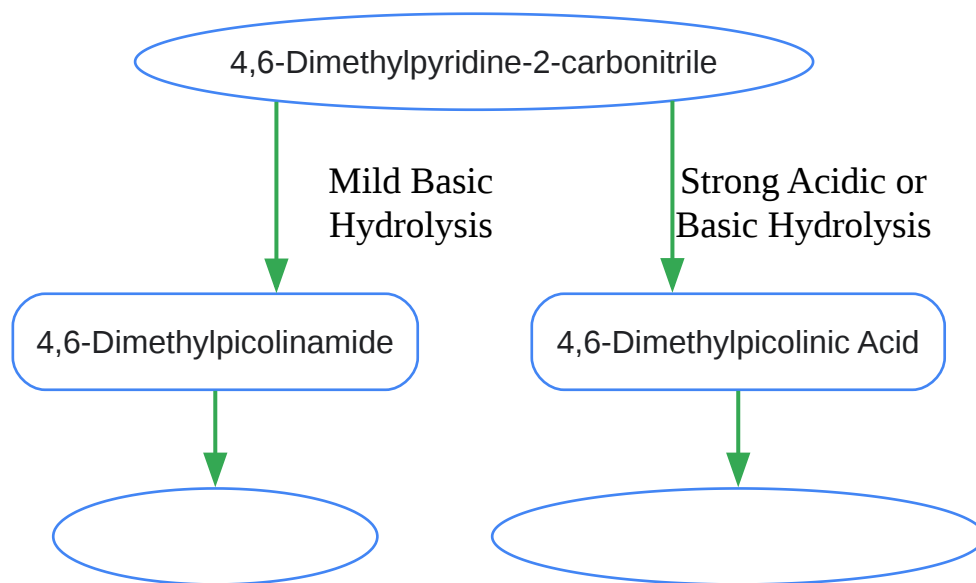 4,6-Dimethylpyridine-2-carbonitrile
Mild Basic
Hydrolysis
Strong Acidic or
Basic Hydrolysis
4,6-Dimethylpicolinamide
4,6-Dimethylpicolinic Acid